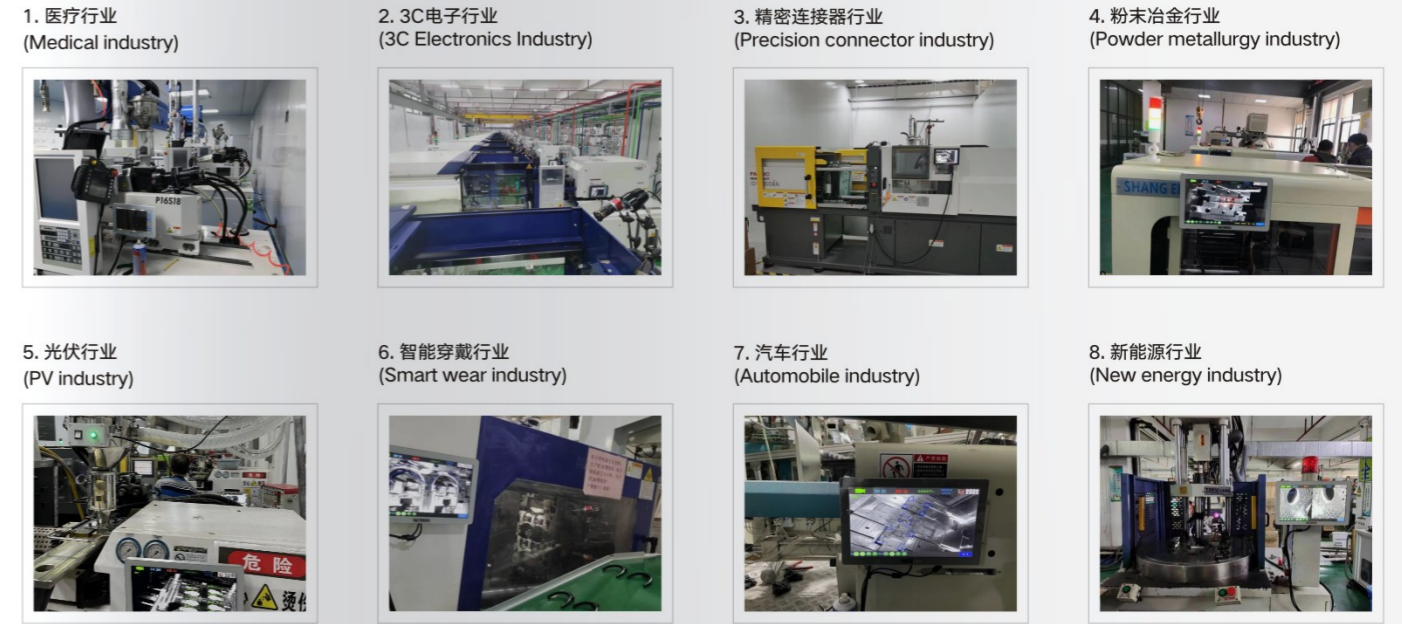 1. 医疗行业
(Medical industry)
2. 3C电子行业
(3C Electronics Industry)
3. 精密连接器行业
(Precision connector industry)
4. 粉末冶金行业
(Powder metallurgy industry)
P16S18
SHANG
5. 光伏行业
(PV industry)
6. 智能穿戴行业
(Smart wear industry)
7. 汽车行业
(Automobile industry)
8. 新能源行业
(New energy industry)
危险